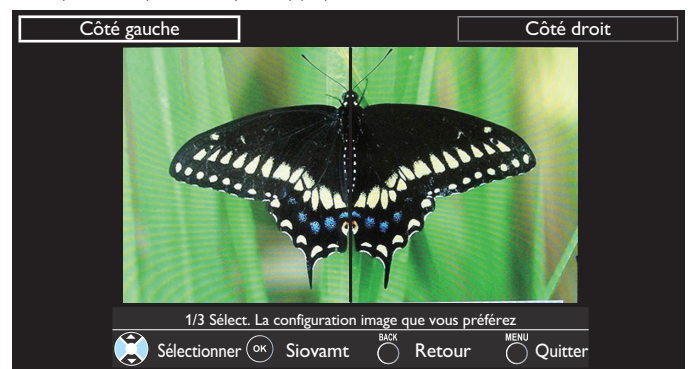 Côté gauche Côté droit
1/3 Sélect. La configuration image que vous préférez
BACK MENU
Sélectionner OK Siovamt Retour Quitter